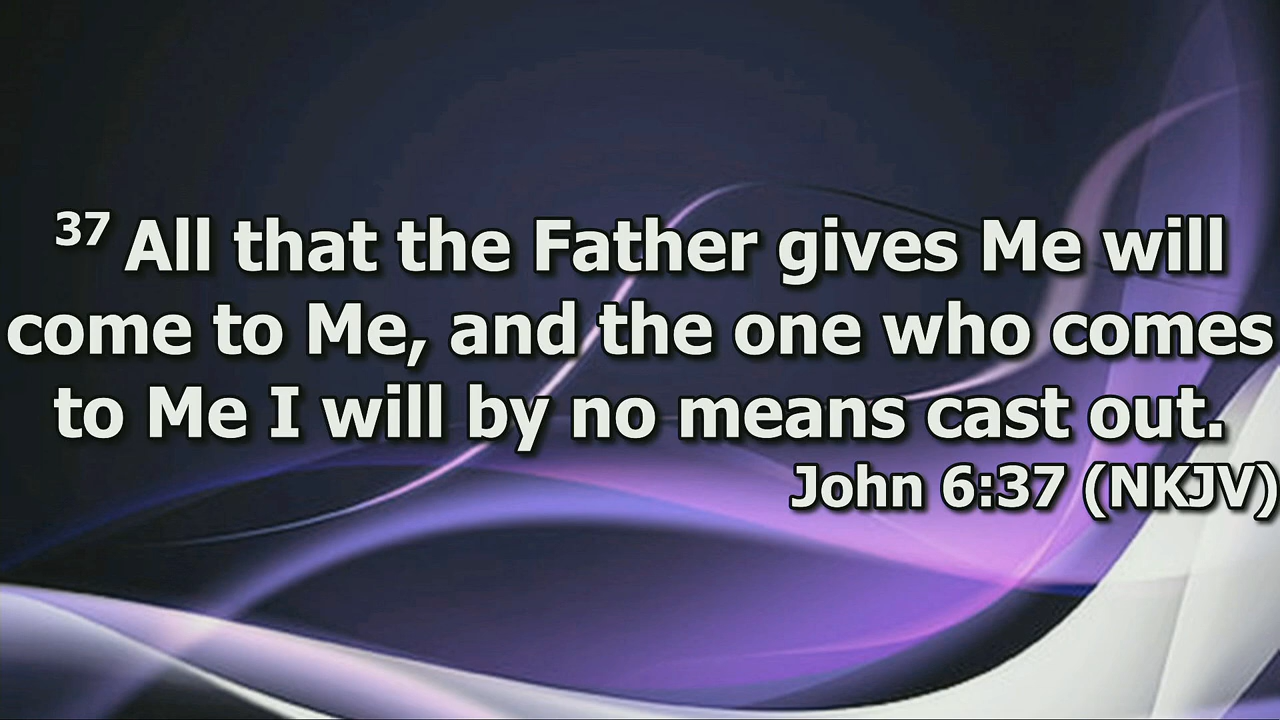 37 All that the Father gives Me will
come to Me, and the one who comes
to Me I will by no means cast out.
John 6:37 (NKJV)